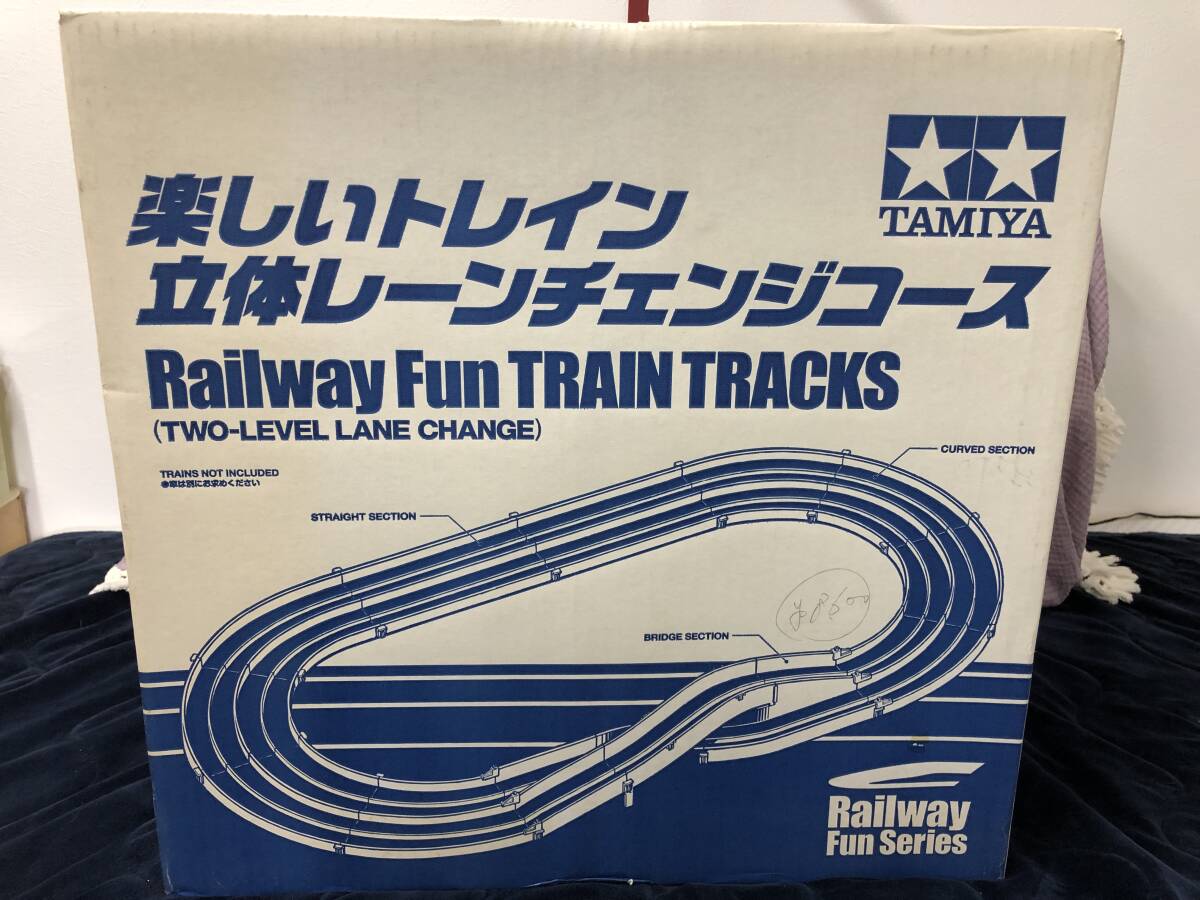 TAMIYA
楽しいトレイン
立体レーンチェンジコース
Railway Fun TRAIN TRACKS
(TWO-LEVEL LANE CHANGE)
TRAINS NOT INCLUDED
●車は別にお求めください
CURVED SECTION
STRAIGHT SECTION
BRIDGE SECTION
Railway
Fun Series